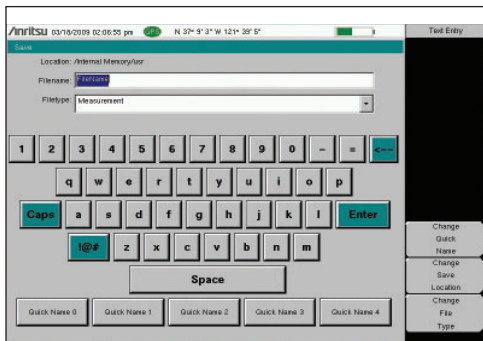 Anritsu 03/18/2009 02:06:55 pm GPS N 37° 9' 3" W 121° 39' 5" Text Entry
Save
Location: /Internal Memory/usr
Filename: FileName
Filetype: Measurement
1 2 3 4 5 6 7 8 9 0 - = <--
q w e r t y u i o p
Caps a s d f g h j k l Enter
!@# z x c v b n m
Space
Quick Name 0 Quick Name 1 Quick Name 2 Quick Name 3 Quick Name 4
Change
Quick
Name
Change
Save
Location
Change
File
Type